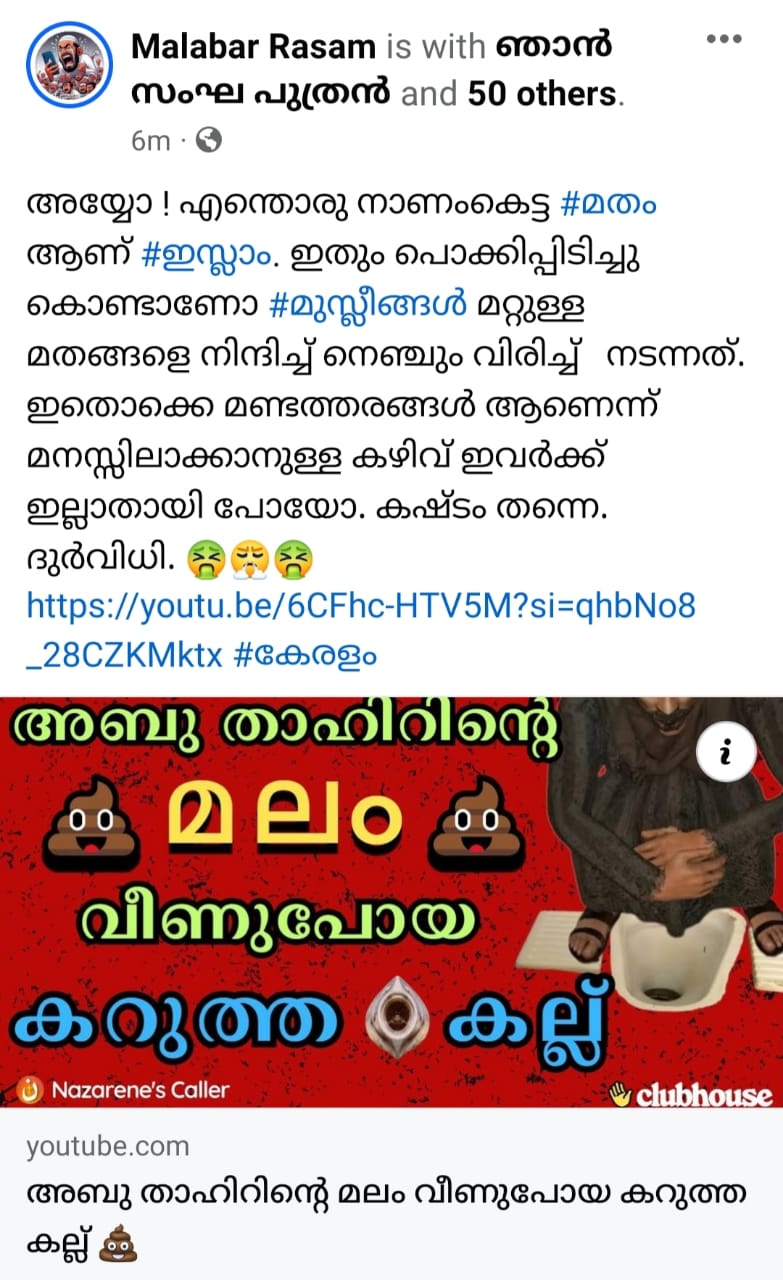 Malabar Rasam is with ഞാൻ
സംഘ പുത്രൻ and 50 others.
6m ·
അയ്യോ ! എന്തൊരു നാണംകെട്ട #മതം
ആണ് #ഇസ്ലാം. ഇതും പൊക്കിപ്പിടിച്ചു
കൊണ്ടാണോ #മുസ്ലീങ്ങൾ മറ്റുള്ള
മതങ്ങളെ നിന്ദിച്ച് നെഞ്ചും വിരിച്ച് നടന്നത്.
ഇതൊക്കെ മണ്ടത്തരങ്ങൾ ആണെന്ന്
മനസ്സിലാക്കാനുള്ള കഴിവ് ഇവർക്ക്
ഇല്ലാതായി പോയോ. കഷ്ടം തന്നെ.
ദുർവിധി. 🤮😤🤮
https://youtu.be/6CFhc-HTV5M?si=qhbNo8
_28CZKMktx #കേരളം
അബു താഹിറിന്റെ
💩 മലം 💩
വീണുപോയ
കറുത്ത കല്ല്
Nazarene's Caller
clubhouse
youtube.com
അബു താഹിറിന്റെ മലം വീണുപോയ കറുത്ത
കല്ല് 💩